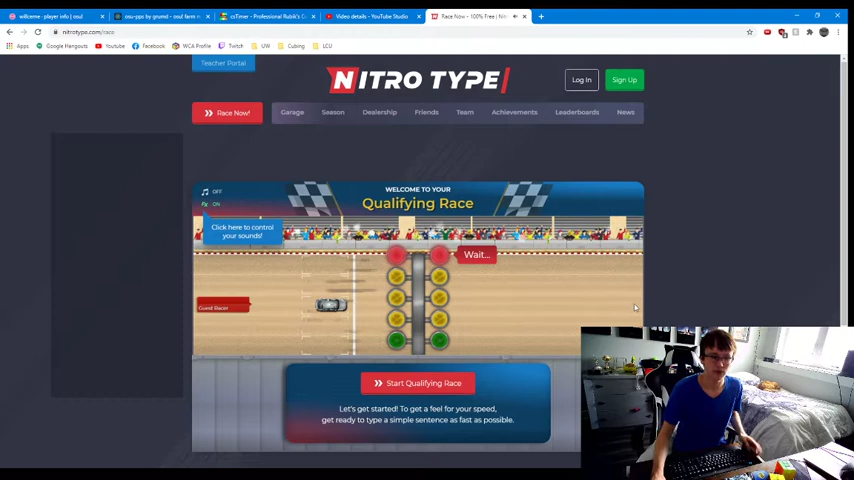 willceme · player info | osu!
osu-pps by grumd - osu! farm m
csTimer - Professional Rubik's C
Video details - YouTube Studio
Race Now - 100% Free | Nit
nitrotype.com/race
Apps
Google Hangouts
Youtube
Facebook
WCA Profile
Twitch
UW
Cubing
LCU
Teacher Portal
NITRO TYPE
Log In
Sign Up
Race Now!
Garage
Season
Dealership
Friends
Team
Achievements
Leaderboards
News
OFF
WELCOME TO YOUR
Qualifying Race
FX ON
Click here to control
your sounds!
Wait...
Guest Racer
Start Qualifying Race
Let's get started! To get a feel for your speed,
get ready to type a simple sentence as fast as possible.